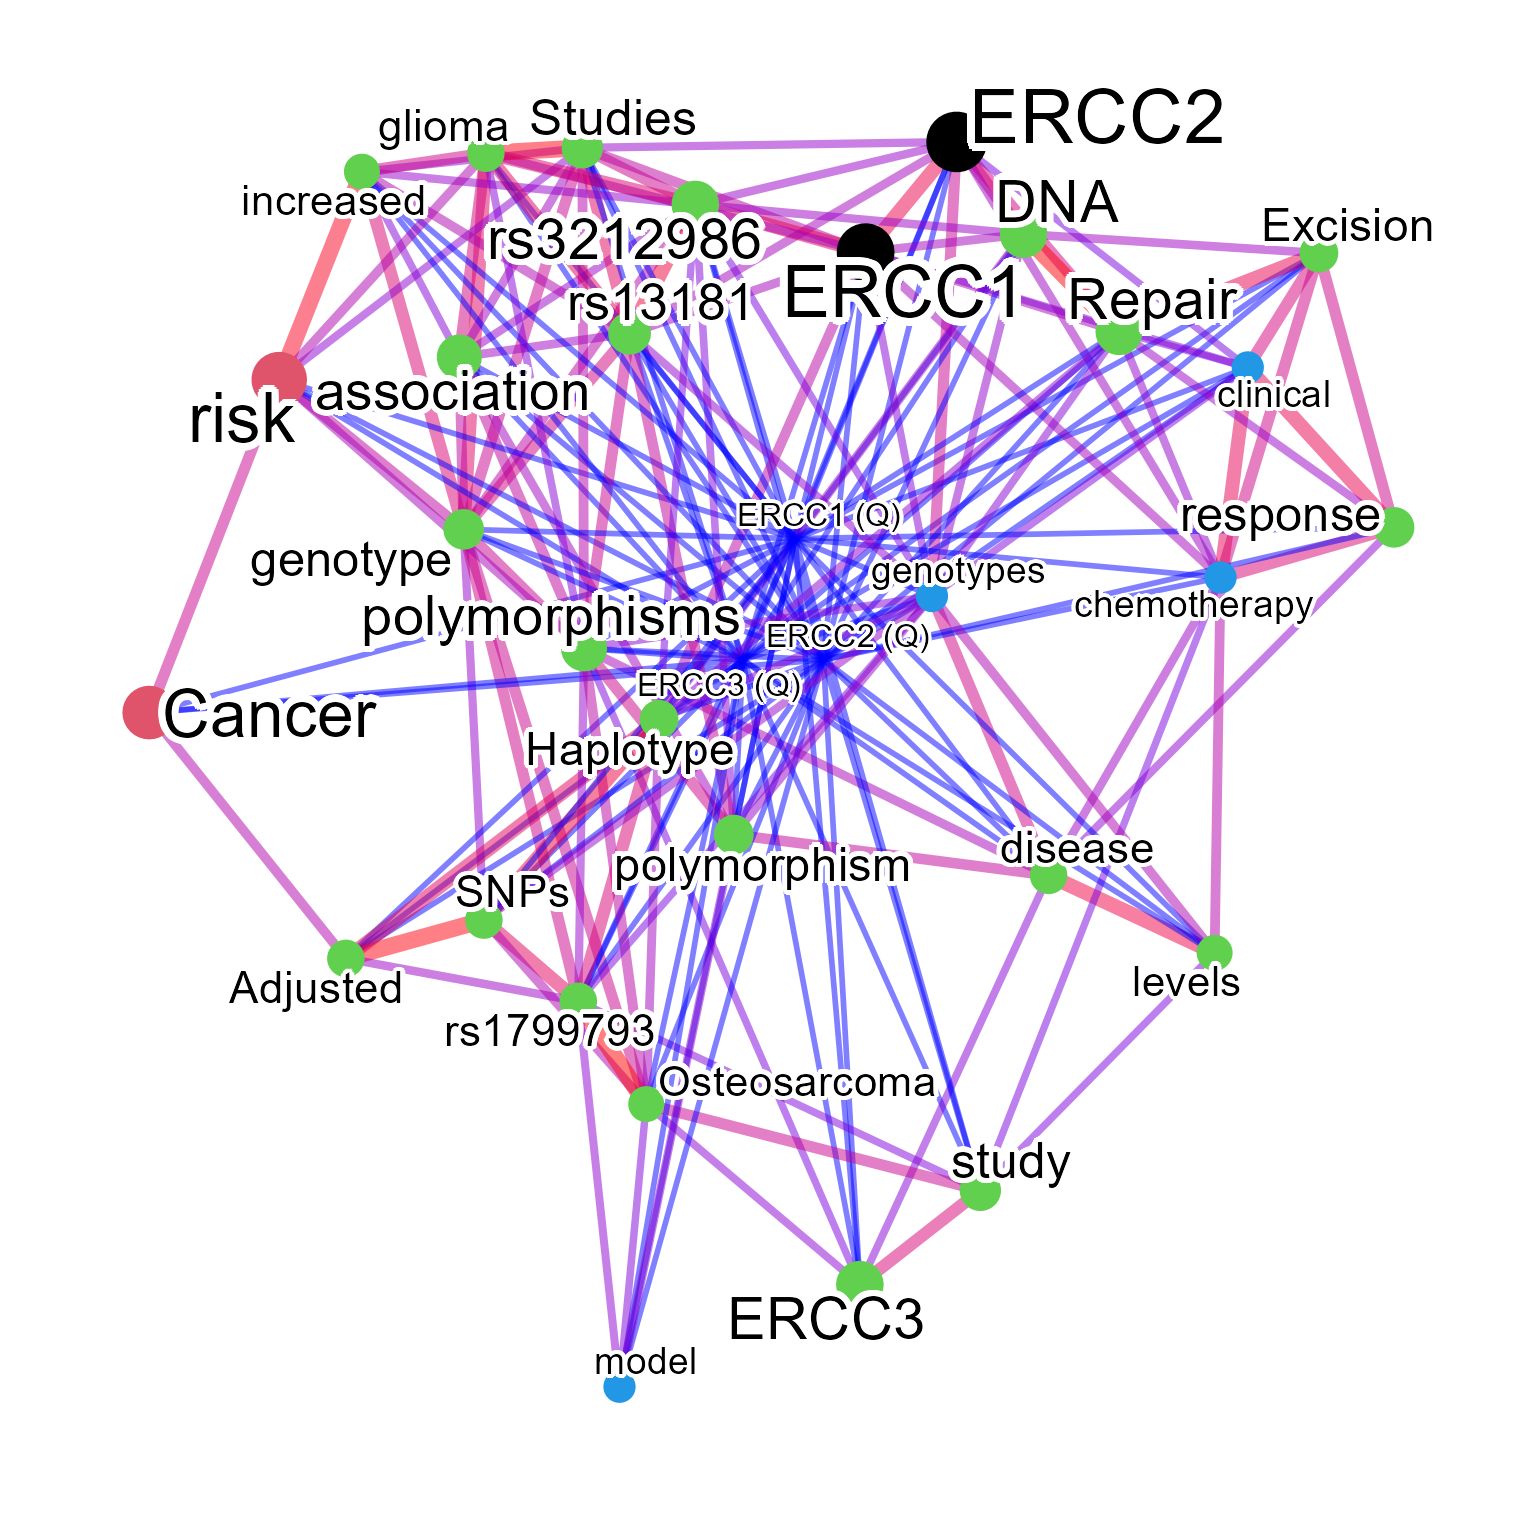 ERCC2
glioma
Studies
increased
DNA
Excision
rs3212986
ERCC1
rs13181
Repair
association
risk
clinical
ERCC1 (Q)
response
genotype
genotypes
chemotherapy
polymorphisms
ERCC2 (Q)
ERCC3 (Q)
Cancer
Haplotype
polymorphism
disease
SNPs
Adjusted
levels
rs1799793
Osteosarcoma
study
ERCC3
model